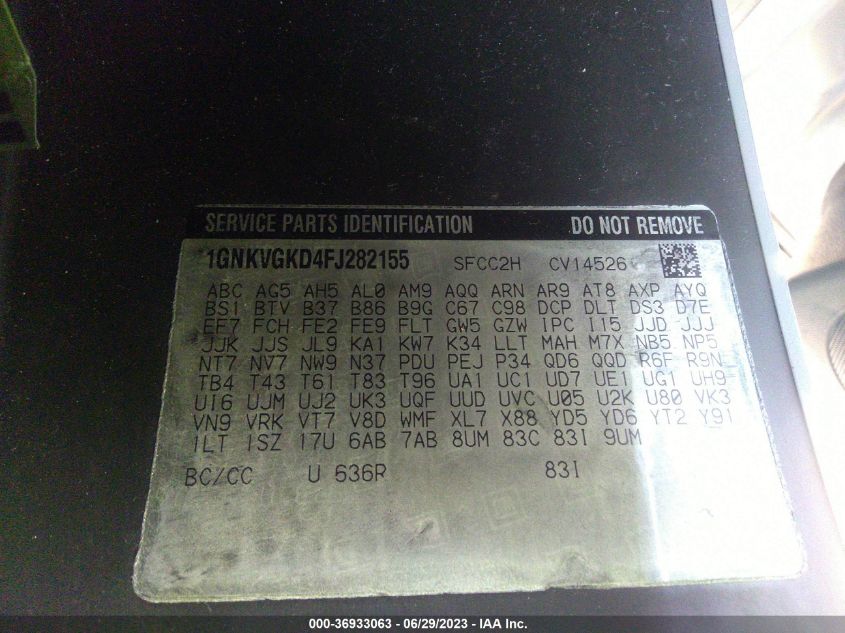 SERVICE PARTS IDENTIFICATION DO NOT REMOVE
1GNKVGKD4FJ282155 SFCC2H CV14526
ABC AG5 AH5 AL0 AM9 AQQ ARN AR9 AT8 AXP AYQ
BS1 BTV B37 B86 B9G C67 C98 DCP DLT DS3 D7E
EF7 FCH FE2 FE9 FLT GW5 GZW IPC I15 JJD JJJ
JJK JJS JL9 KA1 KW7 K34 LLT MAH M7X NB5 NP5
NT7 NV7 NW9 N37 PDU PEJ P34 QD6 QQD R6F R9N
TB4 T43 T61 T83 T96 UA1 UC1 UD7 UE1 UG1 UH9
UI6 UJM UJ2 UK3 UQF UUD UVC U05 U2K U80 VK3
VN9 VRK VT7 V8D WMF XL7 X88 YD5 YD6 YT2 Y91
1LT 1SZ 17U 6AB 7AB 8UM 83C 83I 9UM
BC/CC U 636R 83I
000-36933063 - 06/29/2023 - IAA Inc.